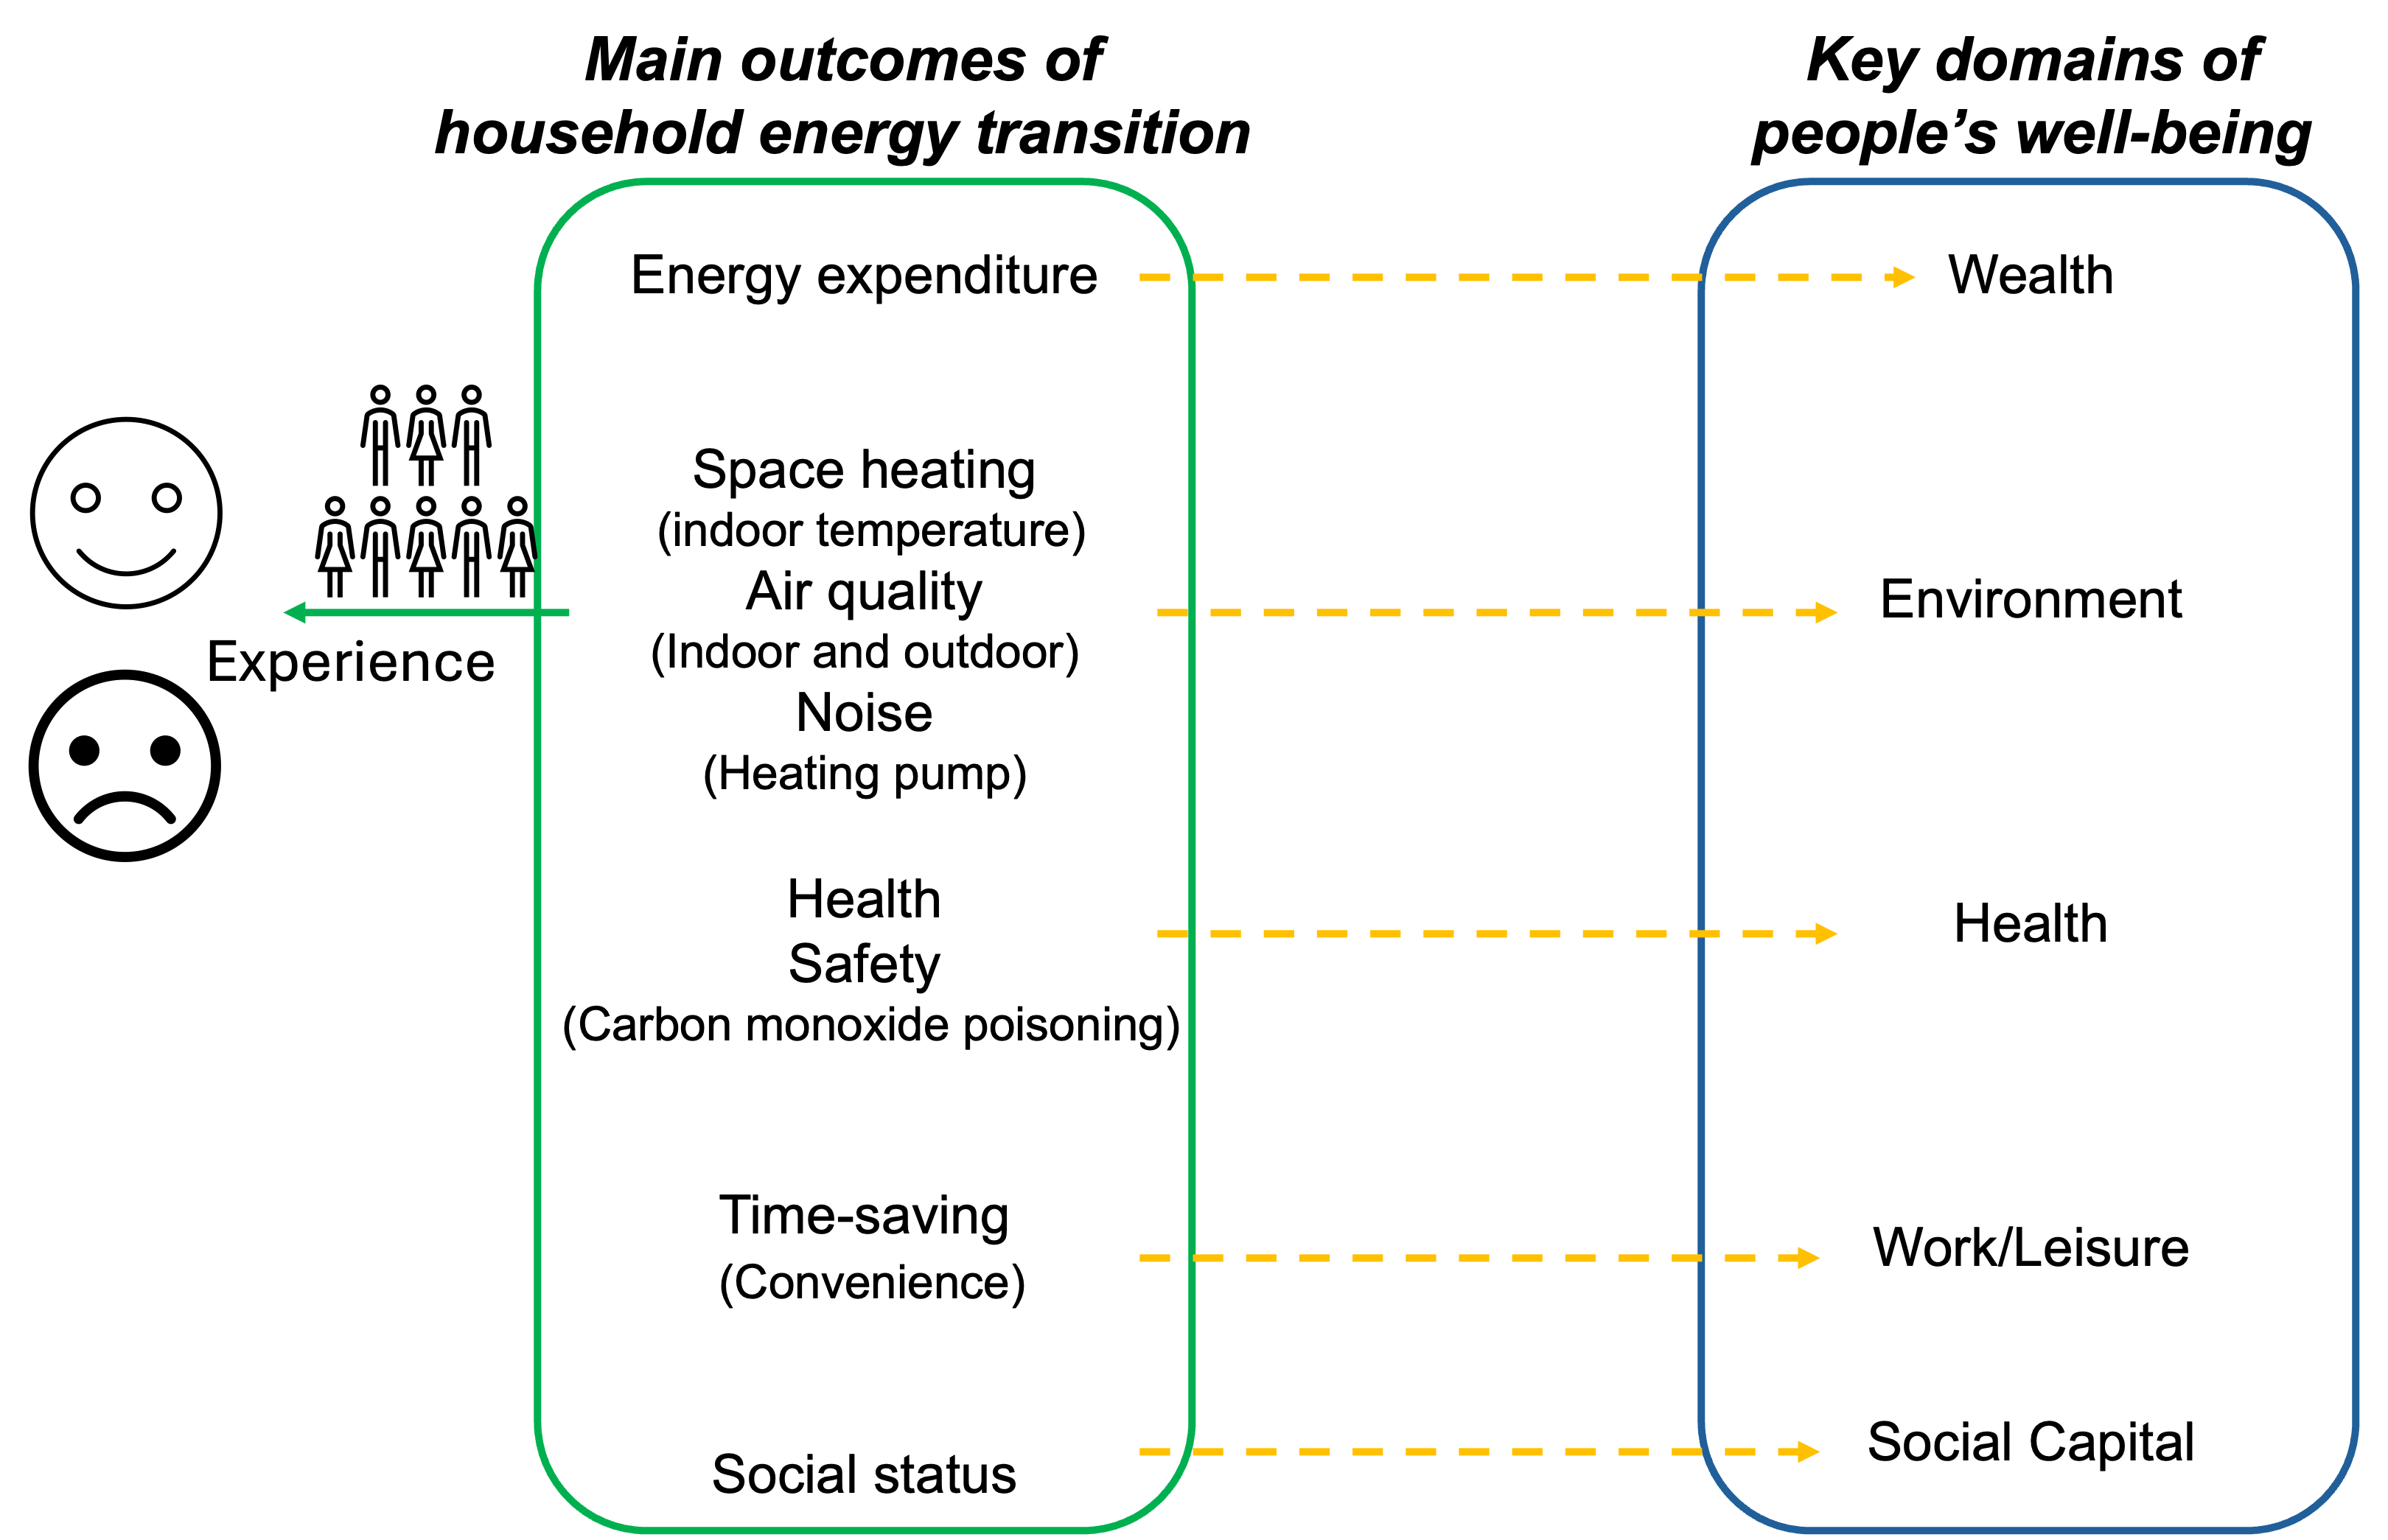 Main outcomes of
household energy transition
Key domains of
people’s well-being
Energy expenditure
Wealth
Space heating
(indoor temperature)
Air quality
(Indoor and outdoor)
Noise
(Heating pump)
Environment
Experience
Health
Safety
(Carbon monoxide poisoning)
Health
Time-saving
(Convenience)
Work/Leisure
Social status
Social Capital